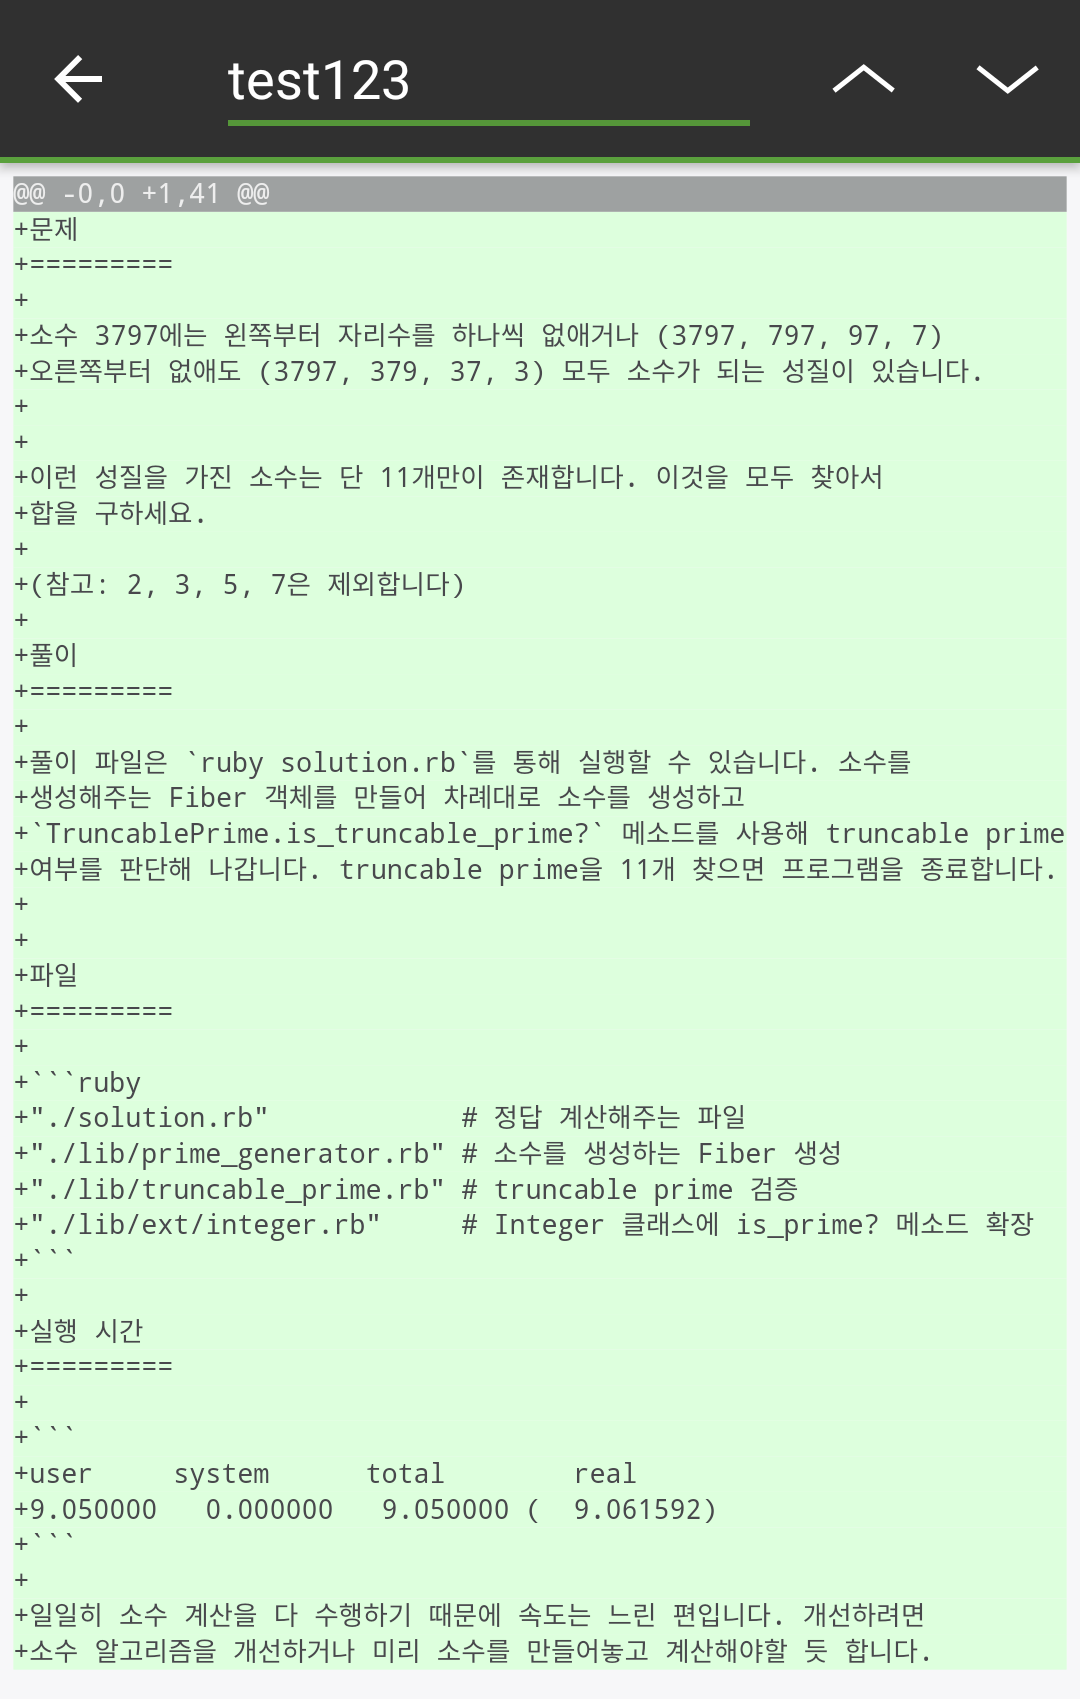 test123
@@ -0,0 +1,41 @@
+문제
+=========
+
+소수 3797에는 왼쪽부터 자리수를 하나씩 없애거나 (3797, 797, 97, 7)
+오른쪽부터 없애도 (3797, 379, 37, 3) 모두 소수가 되는 성질이 있습니다.
+
+
+이런 성질을 가진 소수는 단 11개만이 존재합니다. 이것을 모두 찾아서
+합을 구하세요.
+
+(참고: 2, 3, 5, 7은 제외합니다)
+
+풀이
+=========
+
+풀이 파일은 `ruby solution.rb`를 통해 실행할 수 있습니다. 소수를
+생성해주는 Fiber 객체를 만들어 차례대로 소수를 생성하고
+`TruncablePrime.is_truncable_prime?` 메소드를 사용해 truncable prime
+여부를 판단해 나갑니다. truncable prime을 11개 찾으면 프로그램을 종료합니다.
+
+
+파일
+=========
+
+```ruby
+"./solution.rb"            # 정답 계산해주는 파일
+"./lib/prime_generator.rb" # 소수를 생성하는 Fiber 생성
+"./lib/truncable_prime.rb" # truncable prime 검증
+"./lib/ext/integer.rb"     # Integer 클래스에 is_prime? 메소드 확장
+```
+
+실행 시간
+=========
+
+```
+user     system      total        real
+9.050000   0.000000   9.050000 (  9.061592)
+```
+
+일일히 소수 계산을 다 수행하기 때문에 속도는 느린 편입니다. 개선하려면
+소수 알고리즘을 개선하거나 미리 소수를 만들어놓고 계산해야할 듯 합니다.